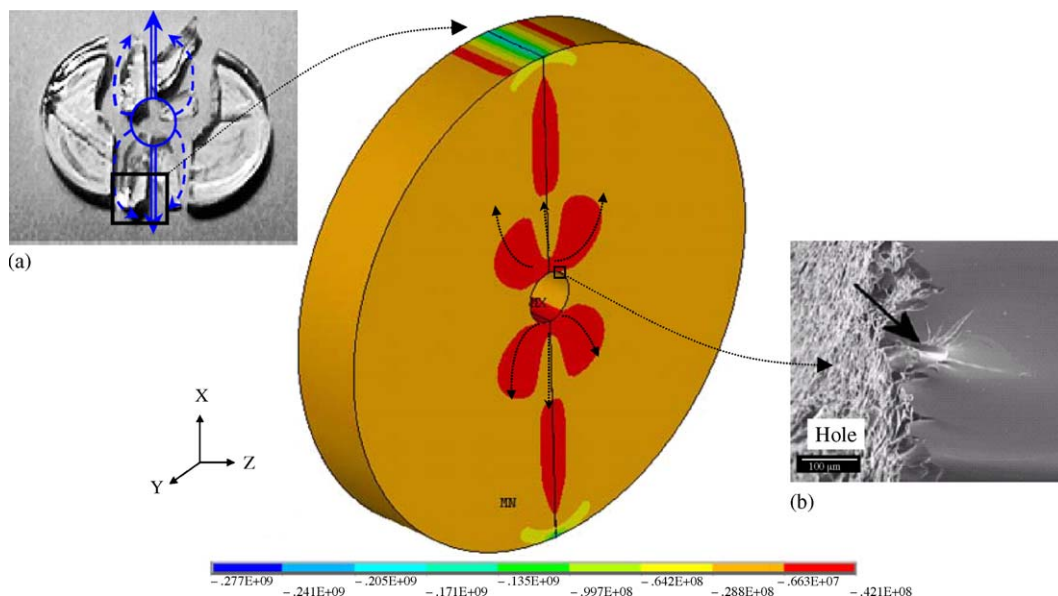 (a)
MX
X
Z
Y
Hole
100 μm
(b)
MN
-.277E+09
-.241E+09
-.205E+09
-.171E+09
-.135E+09
-.997E+08
-.642E+08
-.288E+08
-.663E+07
-.421E+08